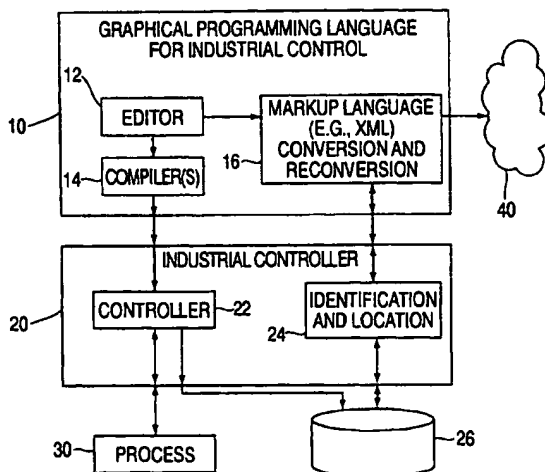 GRAPHICAL PROGRAMMING LANGUAGE
FOR INDUSTRIAL CONTROL
12
EDITOR
MARKUP LANGUAGE
(E.G., XML)
CONVERSION AND
RECONVERSION
10
14
COMPILER(S)
16
40
INDUSTRIAL CONTROLLER
20
CONTROLLER
22
IDENTIFICATION
AND LOCATION
24
30
PROCESS
26